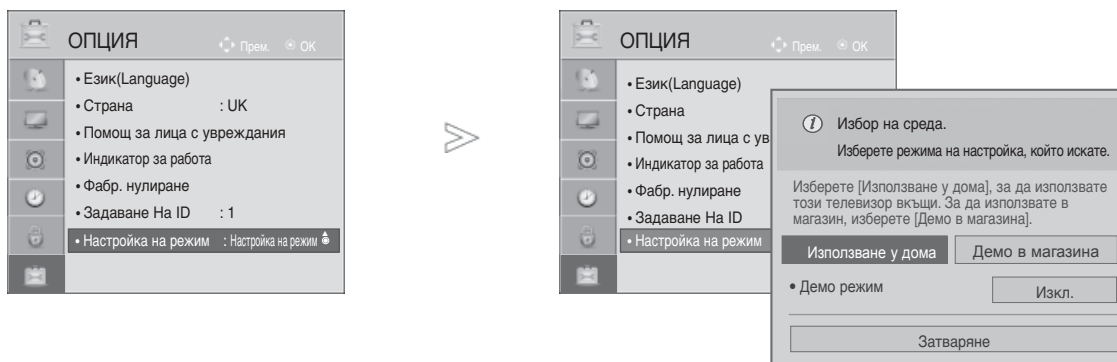 ОПЦИЯ
Прем. OK
• Език(Language)
• Страна : UK
• Помощ за лица с увреждания
• Индикатор за работа
• Фабр. нулиране
• Задаване На ID : 1
• Настройка на режим : Настройка на режим
ОПЦИЯ
Прем. OK
• Език(Language)
• Страна
• Помощ за лица с ув
• Индикатор за работа
• Фабр. нулиране
• Задаване На ID
• Настройка на режим
Избор на среда.
Изберете режима на настройка, който искате.
Изберете [Използване у дома], за да използвате
този телевизор вкъщи. За да използвате в
магазин, изберете [Демо в магазина].
Използване у дома Демо в магазина
• Демо режим Изкл.
Затваряне